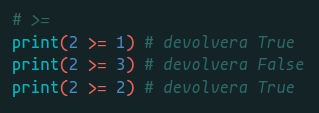 # >=
print(2 >= 1) # devolvera True
print(2 >= 3) # devolvera False
print(2 >= 2) # devolvera True